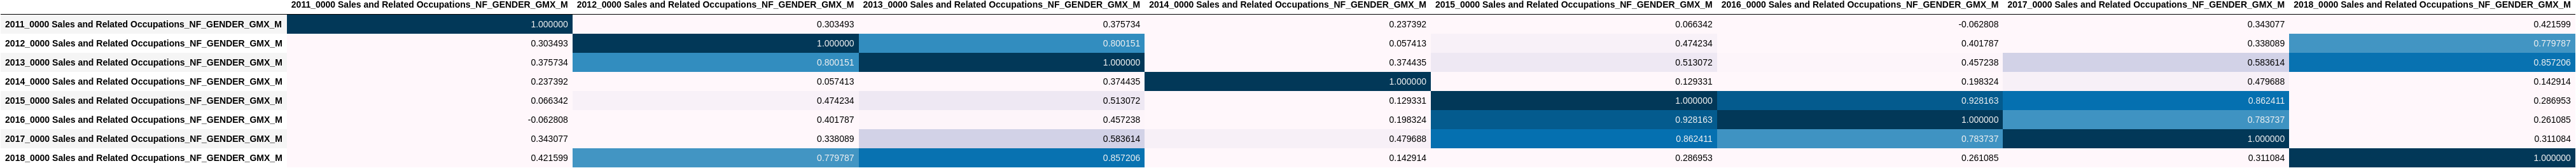 2011_0000 Sales and Related Occupations_NF_GENDER_GMX_M 2012_0000 Sales and Related Occupations_NF_GENDER_GMX_M 2013_0000 Sales and Related Occupations_NF_GENDER_GMX_M 2014_0000 Sales and Related Occupations_NF_GENDER_GMX_M 2015_0000 Sales and Related Occupations_NF_GENDER_GMX_M 2016_0000 Sales and Related Occupations_NF_GENDER_GMX_M 2017_0000 Sales and Related Occupations_NF_GENDER_GMX_M 2018_0000 Sales and Related Occupations_NF_GENDER_GMX_M
2011_0000 Sales and Related Occupations_NF_GENDER_GMX_M 1.000000 0.303493 0.375734 0.237392 0.066342 -0.062808 0.343077 0.421599
2012_0000 Sales and Related Occupations_NF_GENDER_GMX_M 0.303493 1.000000 0.800151 0.057413 0.474234 0.401787 0.338089 0.779787
2013_0000 Sales and Related Occupations_NF_GENDER_GMX_M 0.375734 0.800151 1.000000 0.374435 0.513072 0.457238 0.583614 0.857206
2014_0000 Sales and Related Occupations_NF_GENDER_GMX_M 0.237392 0.057413 0.374435 1.000000 0.129331 0.198324 0.479688 0.142914
2015_0000 Sales and Related Occupations_NF_GENDER_GMX_M 0.066342 0.474234 0.513072 0.129331 1.000000 0.928163 0.862411 0.286953
2016_0000 Sales and Related Occupations_NF_GENDER_GMX_M -0.062808 0.401787 0.457238 0.198324 0.928163 1.000000 0.783737 0.261085
2017_0000 Sales and Related Occupations_NF_GENDER_GMX_M 0.343077 0.338089 0.583614 0.479688 0.862411 0.783737 1.000000 0.311084
2018_0000 Sales and Related Occupations_NF_GENDER_GMX_M 0.421599 0.779787 0.857206 0.142914 0.286953 0.261085 0.311084 1.000000